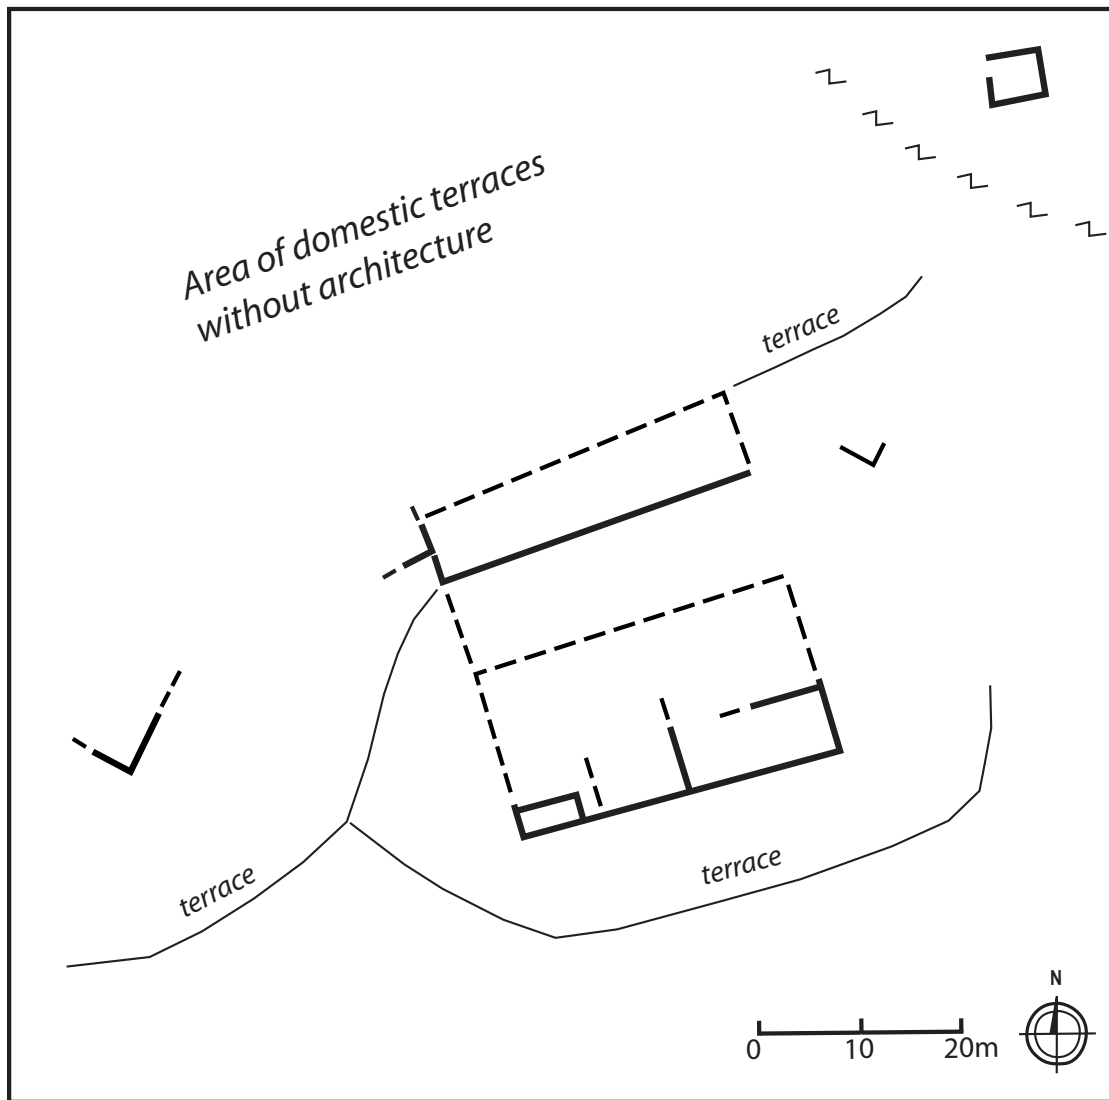 Area of domestic terraces
without architecture
terrace
terrace
terrace
N
0 10 20m